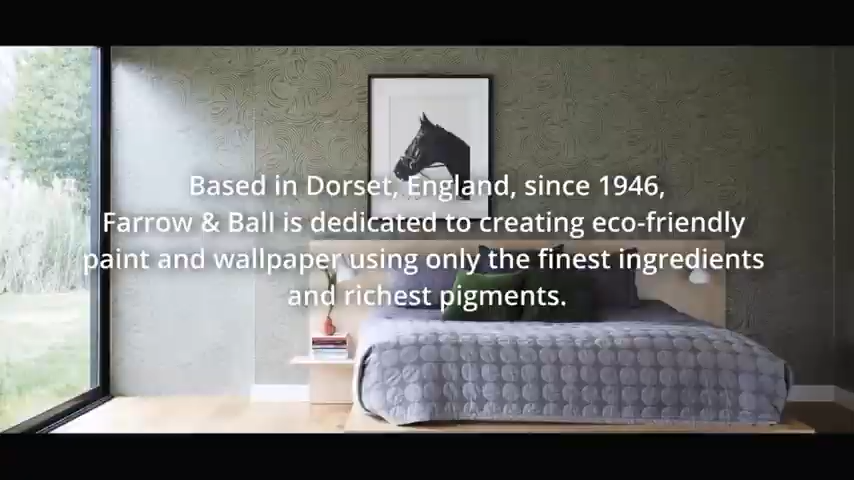 Based in Dorset, England, since 1946,
Farrow & Ball is dedicated to creating eco-friendly
paint and wallpaper using only the finest ingredients
and richest pigments.